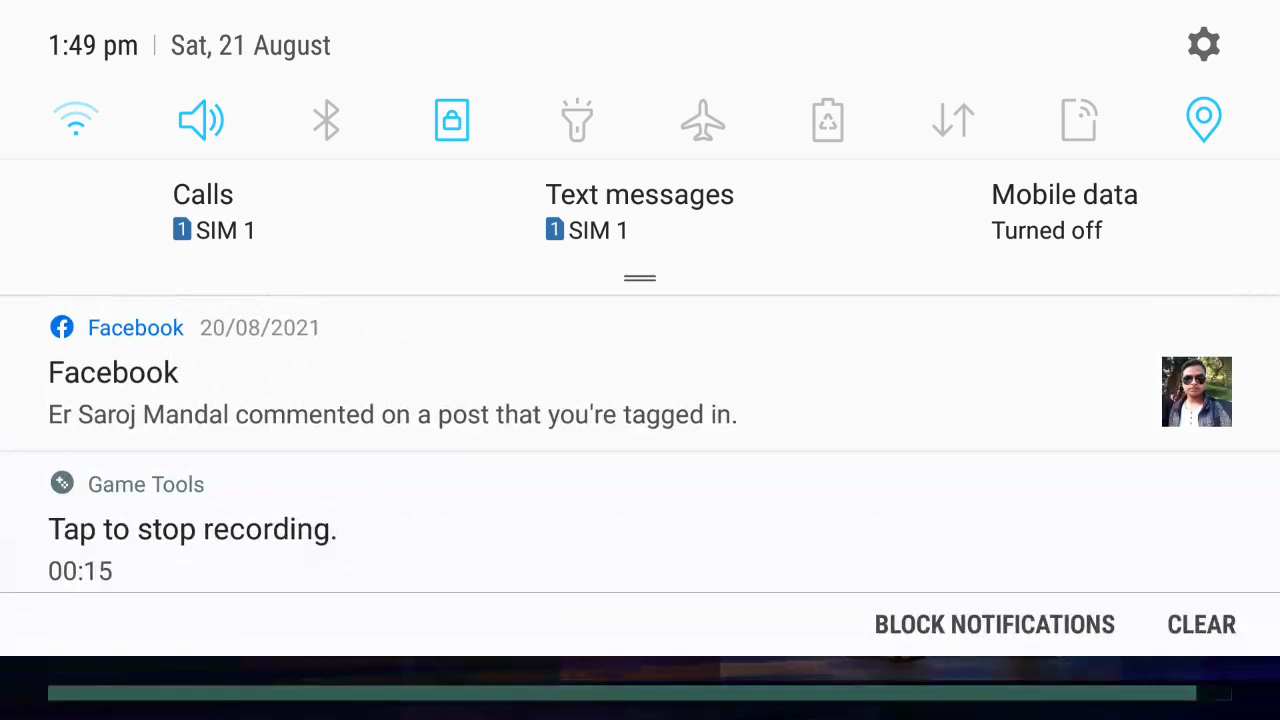 1:49 pm | Sat, 21 August
Calls
1 SIM 1
Text messages
1 SIM 1
Mobile data
Turned off
Facebook 20/08/2021
Facebook
Er Saroj Mandal commented on a post that you're tagged in.
Game Tools
Tap to stop recording.
00:15
BLOCK NOTIFICATIONS CLEAR